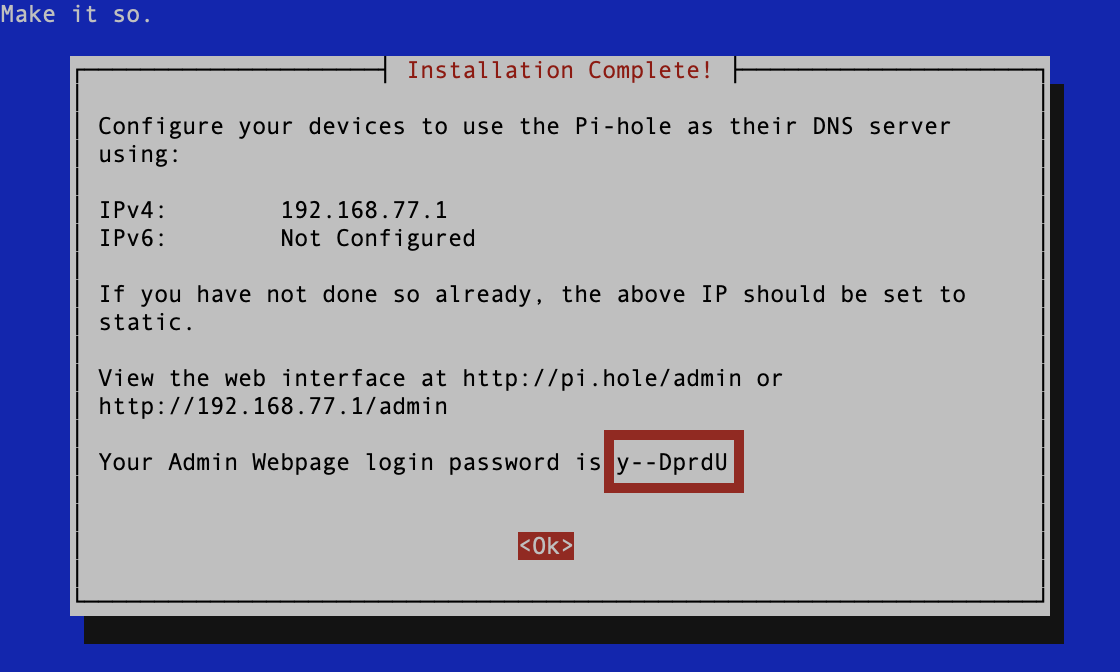 Make it so.
Installation Complete!
Configure your devices to use the Pi-hole as their DNS server
using:
IPv4: 192.168.77.1
IPv6: Not Configured
If you have not done so already, the above IP should be set to
static.
View the web interface at http://pi.hole/admin or
http://192.168.77.1/admin
Your Admin Webpage login password is y--DprdU
<Ok>